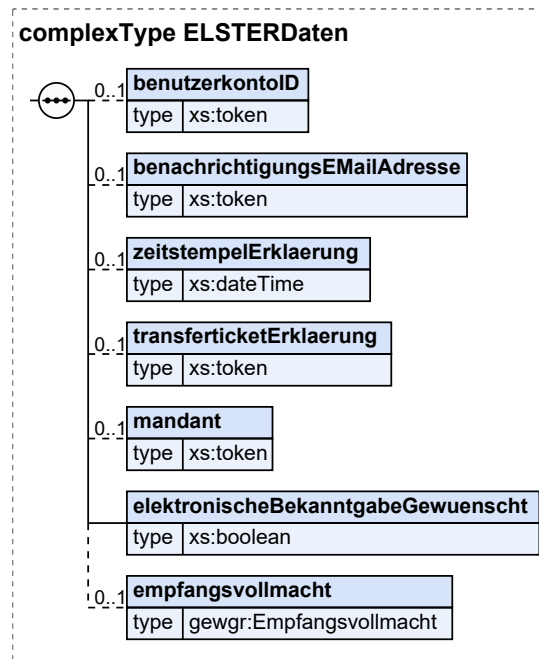 complexType ELSTERDaten
0..1 benutzerkontoID
type xs:token
0..1 benachrichtigungsEMailAdresse
type xs:token
0..1 zeitstempelErklaerung
type xs:dateTime
0..1 transferticketErklaerung
type xs:token
0..1 mandant
type xs:token
elektronischeBekanntgabeGewuenscht
type xs:boolean
0..1 empfangsvollmacht
type gewgr:Empfangsvollmacht